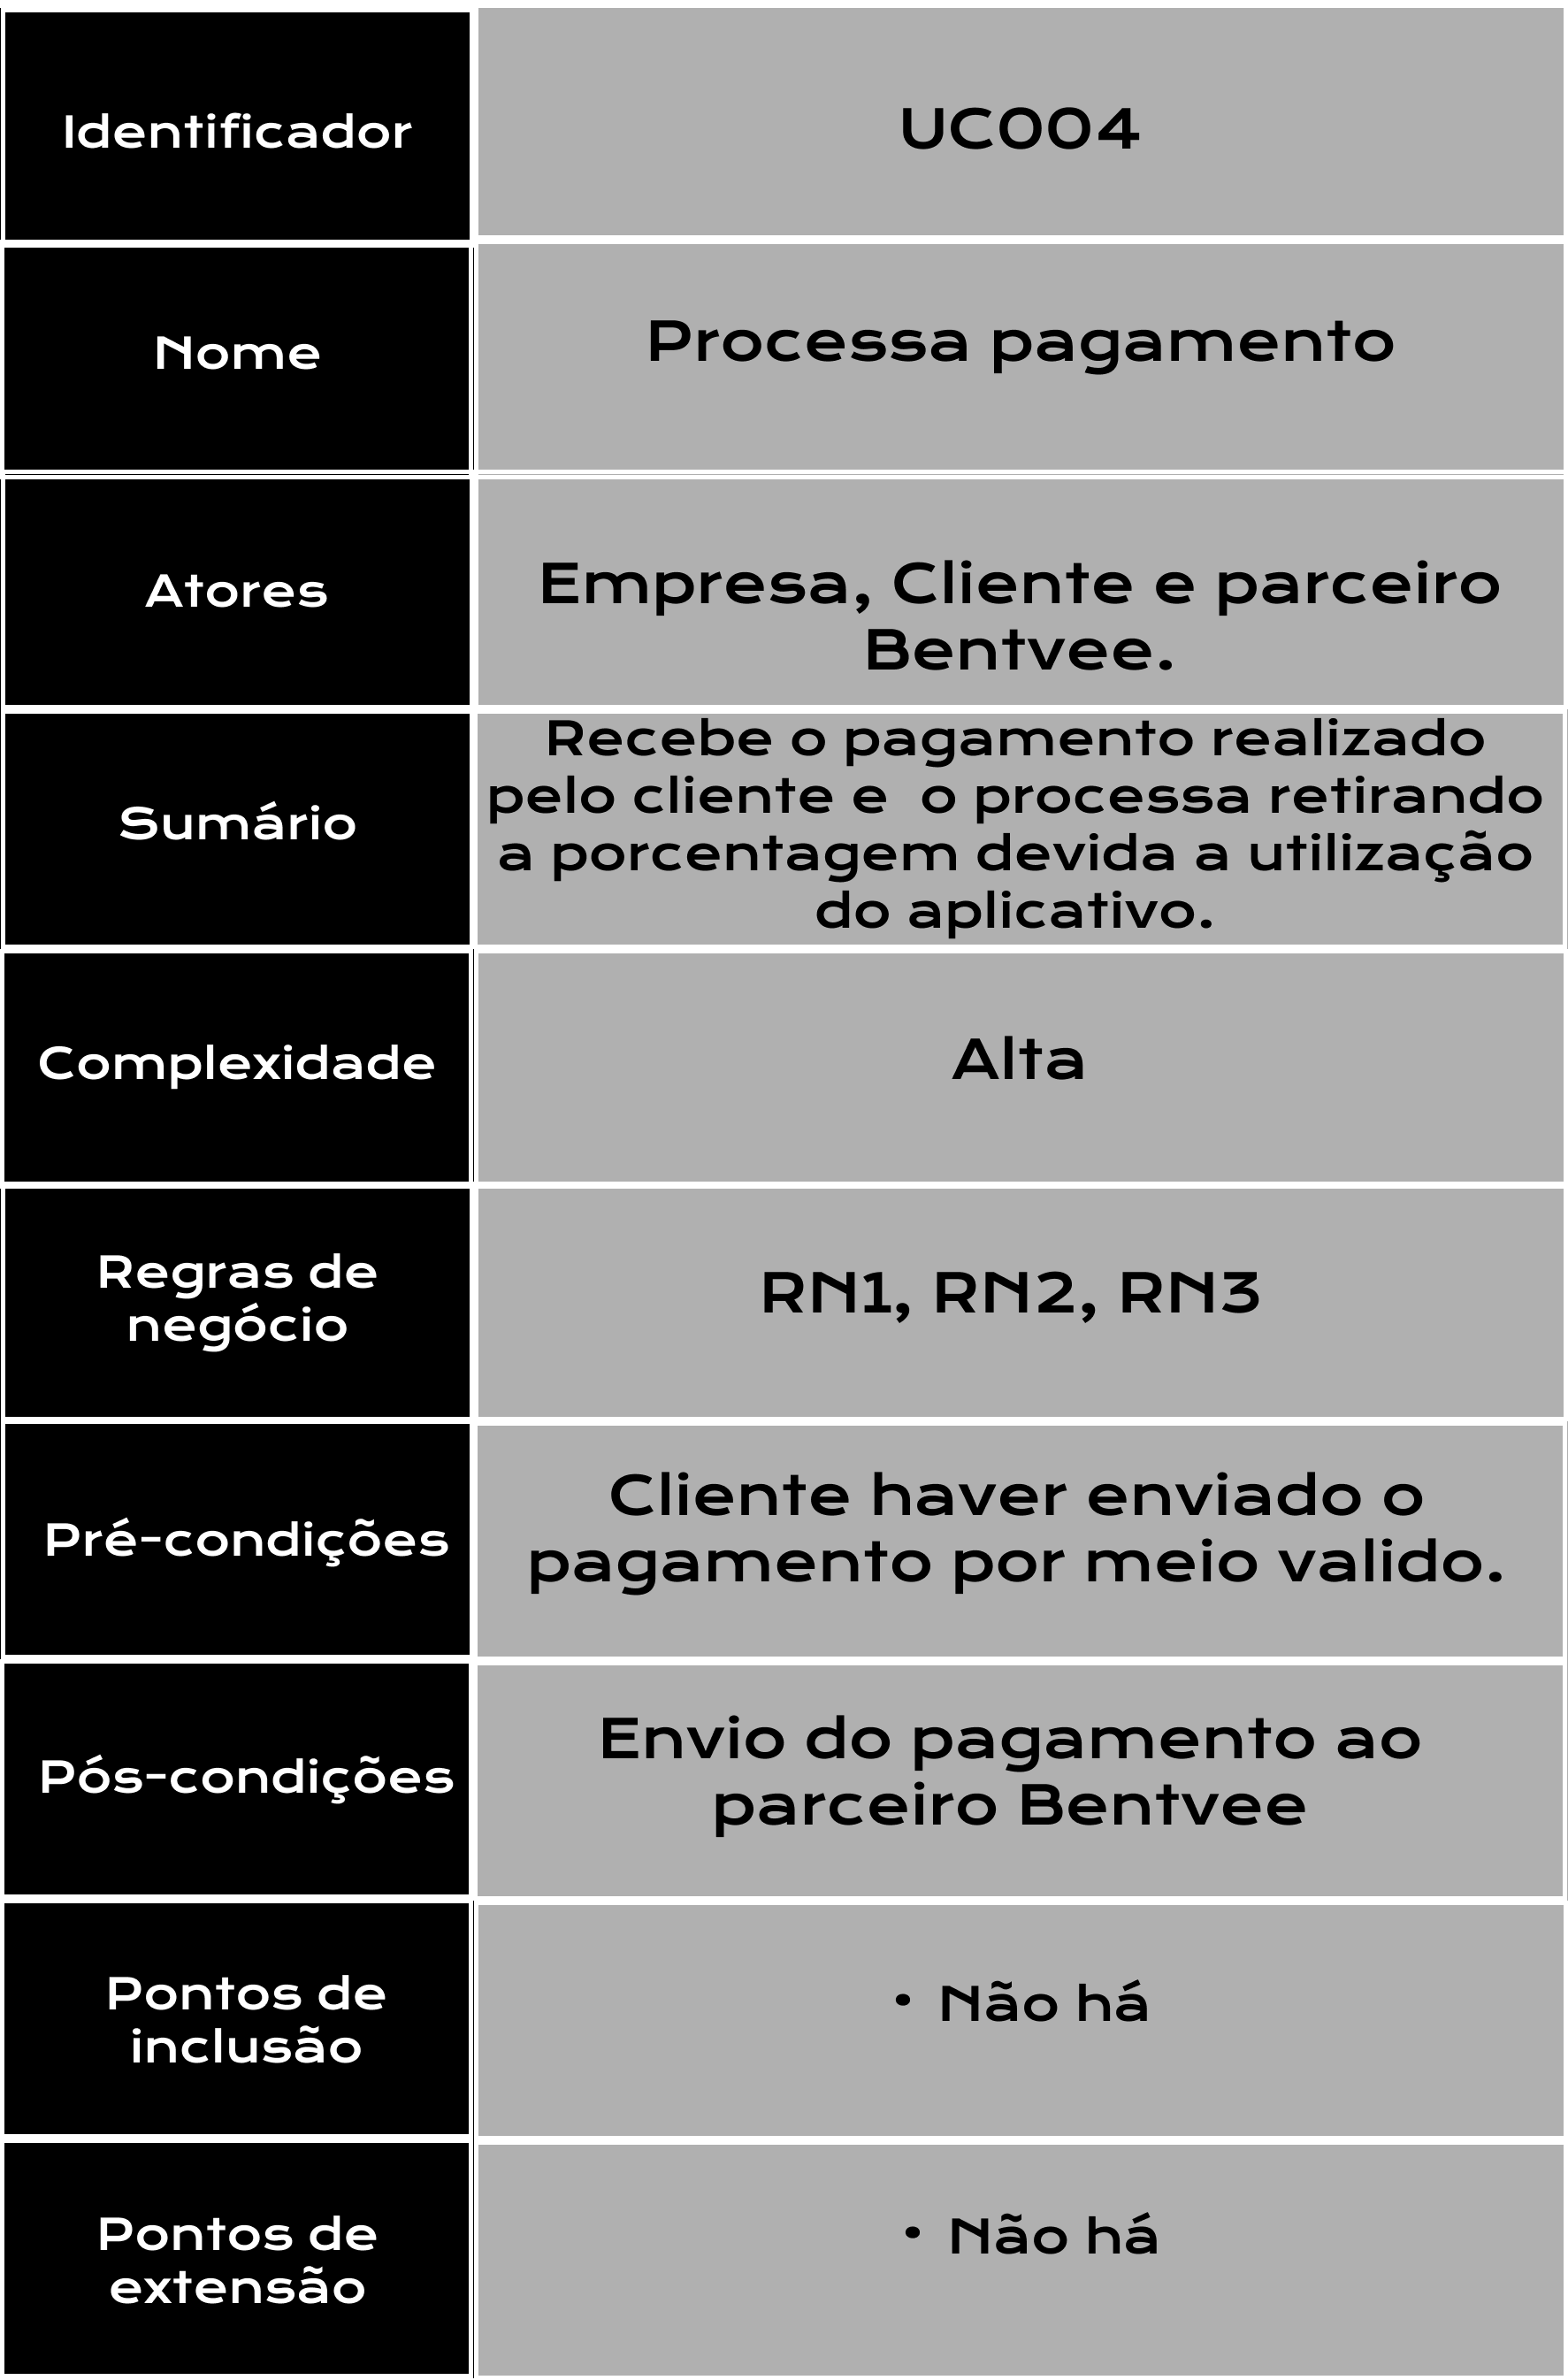 Identificador
UC004
Nome
Processa pagamento
Atores
Empresa, Cliente e parceiro
Bentvee.
Sumário
Recebe o pagamento realizado
pelo cliente e  o processa retirando
a porcentagem devida a utilização
do aplicativo.
Complexidade
Alta
Regras de
negócio
RN1, RN2, RN3
Pré-condições
Cliente haver enviado o
pagamento por meio valido.
Pós-condições
Envio do pagamento ao
parceiro Bentvee
Pontos de
inclusão
• Não há
Pontos de
extensão
• Não há